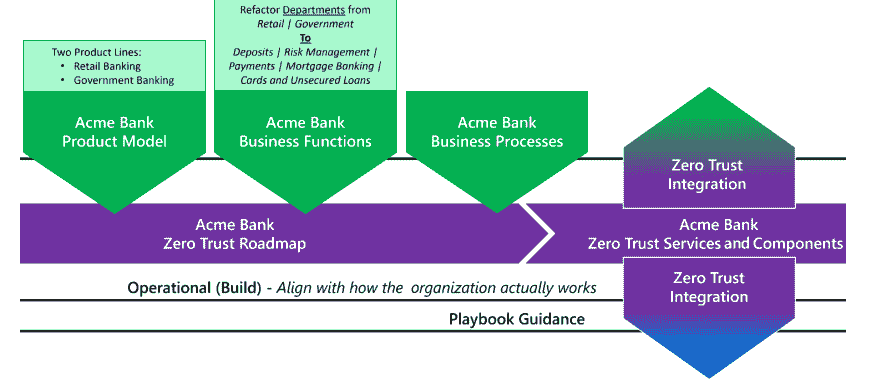 Refactor Departments from
Retail | Government
To
Deposits | Risk Management |
Payments | Mortgage Banking |
Cards and Unsecured Loans
Two Product Lines:
• Retail Banking
• Government Banking
Acme Bank
Product Model
Acme Bank
Business Functions
Acme Bank
Business Processes
Zero Trust
Integration
Acme Bank
Zero Trust Roadmap
Acme Bank
Zero Trust Services and Components
Zero Trust
Integration
Operational (Build) - Align with how the organization actually works
Playbook Guidance